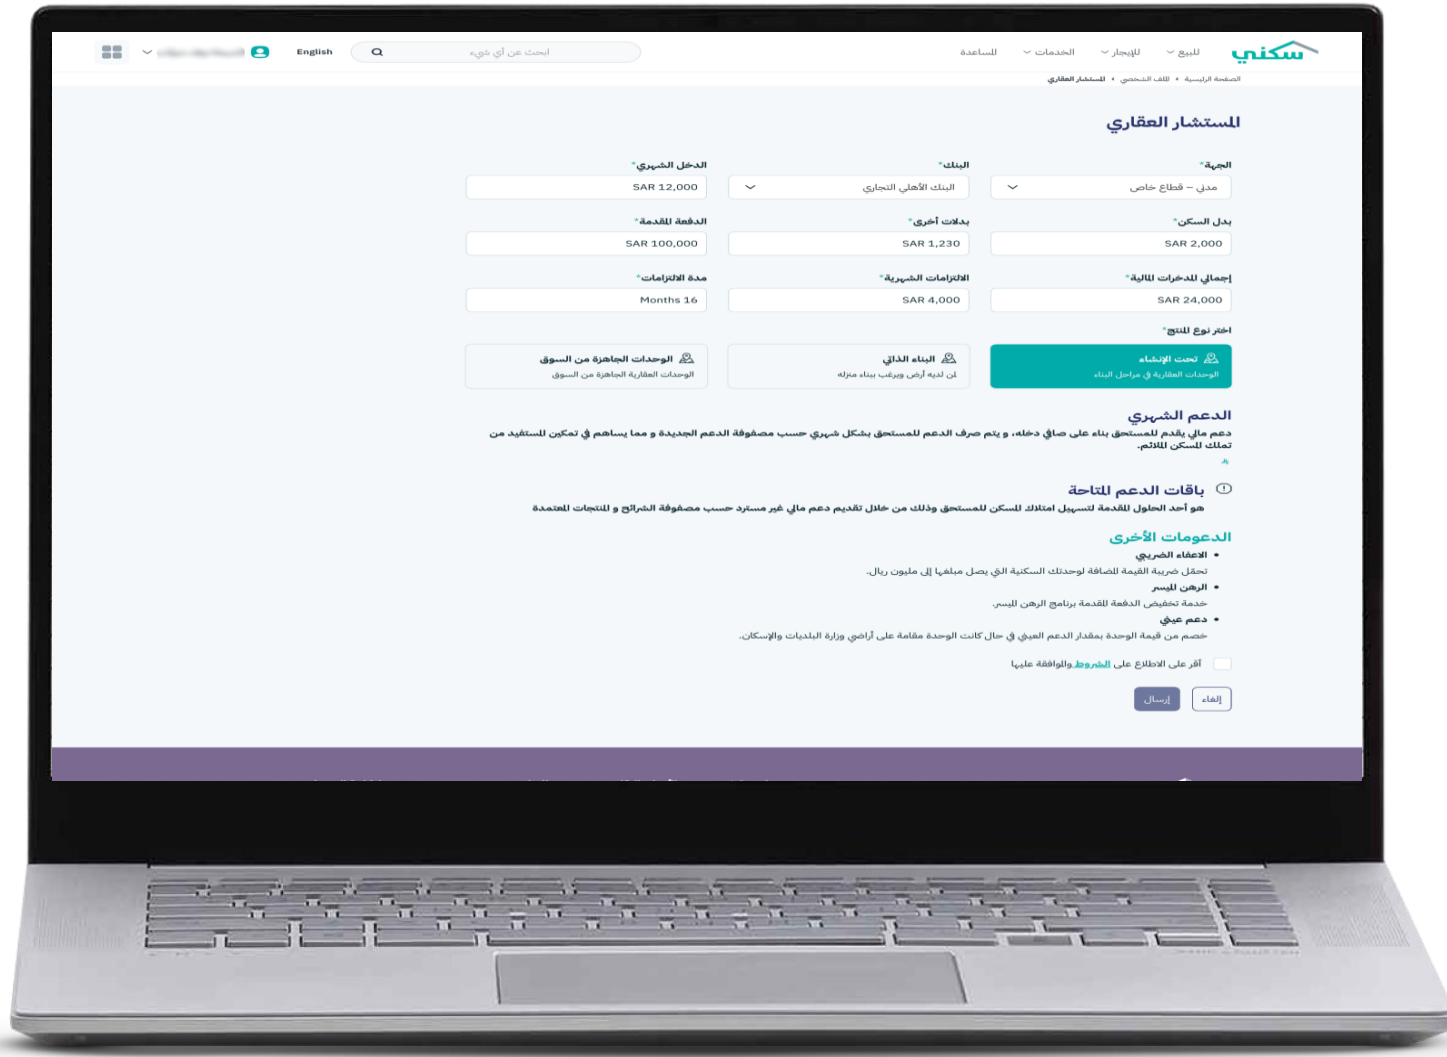 سكني
للبيع
للإيجار
الخدمات
المساعدة
ابحث عن أي شيء
English
الصفحة الرئيسية
الملف الشخصي
المستشار العقاري
المستشار العقاري
الجهة*
البنك*
الدخل الشهري*
مدني – قطاع خاص
البنك الأهلي التجاري
SAR 12,000
بدل السكن*
بدلات أخرى*
الدفعة المقدمة*
SAR 2,000
SAR 1,230
SAR 100,000
إجمالي المدخرات المالية*
الالتزامات الشهرية*
مدة الالتزامات*
SAR 24,000
SAR 4,000
Months 16
اختر نوع المنتج*
تحت الإنشاء
الوحدات العقارية في مراحل البناء
البناء الذاتي
لمن لديه أرض ويرغب ببناء منزله
الوحدات الجاهزة من السوق
الوحدات العقارية الجاهزة من السوق
الدعم الشهري
دعم مالي يقدم للمستحق بناء على صافي دخله، و يتم صرف الدعم للمستحق بشكل شهري حسب مصفوفة الدعم الجديدة و مما يساهم في تمكين المستفيد من
تملك المسكن الملائم.
باقات الدعم المتاحة
هو أحد الحلول المقدمة لتسهيل امتلاك المسكن للمستحق وذلك من خلال تقديم دعم مالي غير مسترد حسب مصفوفة الشرائح و المنتجات المعتمدة
الدعومات الأخرى
• الاعفاء الضريبي
تحمّل ضريبة القيمة المضافة لوحدتك السكنية التي يصل مبلغها إلى مليون ريال.
• الرهن الميسر
خدمة تخفيض الدفعة المقدمة برنامج الرهن الميسر.
• دعم عيني
خصم من قيمة الوحدة بمقدار الدعم العيني في حال كانت الوحدة مقامة على أراضي وزارة البلديات والإسكان.
أقر على الاطلاع على الشروط والموافقة عليها
إلغاء
إرسال